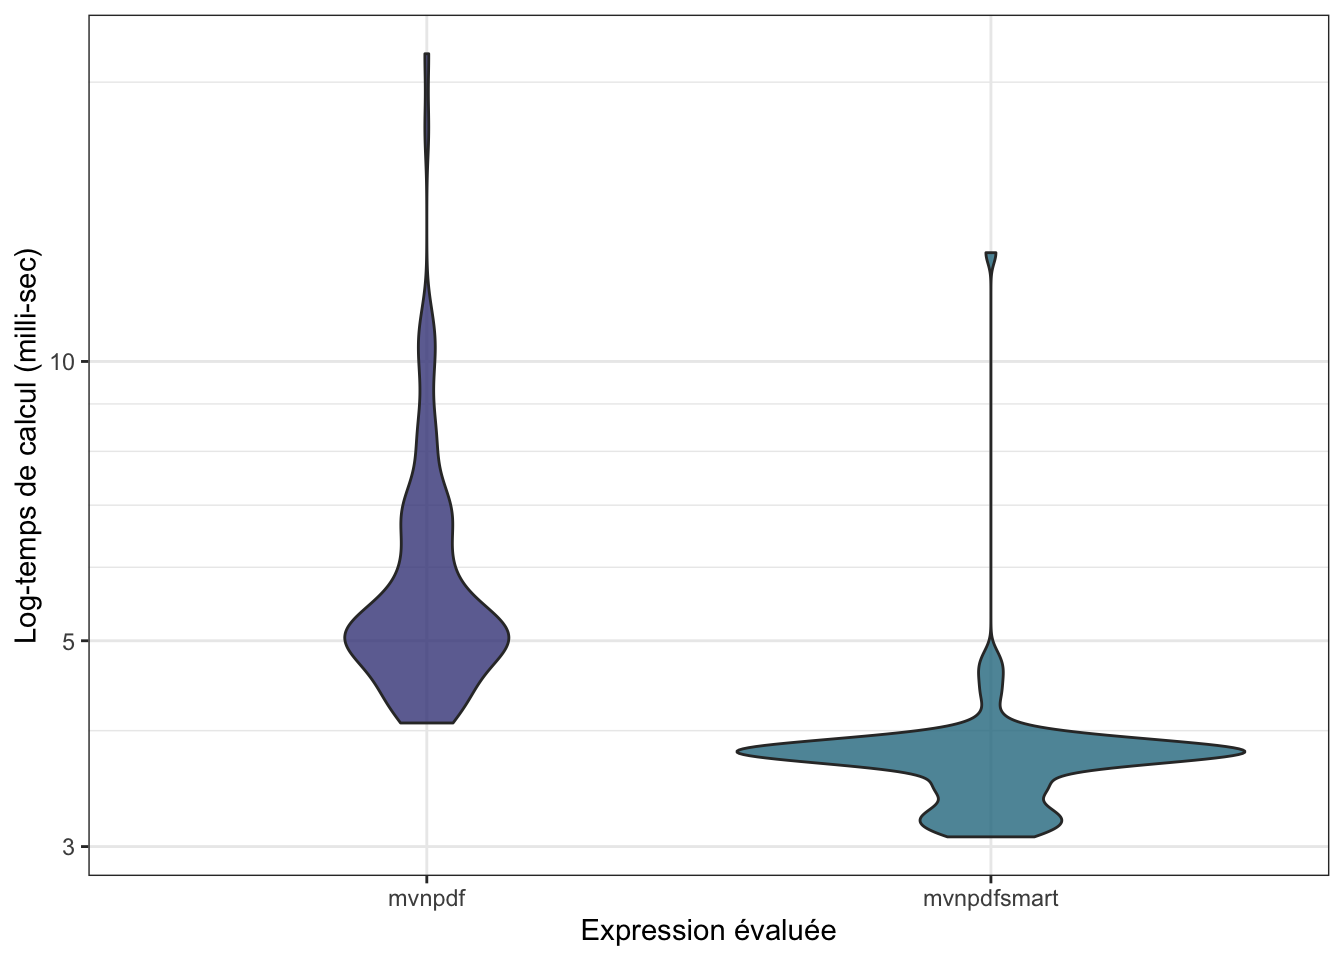 Log-temps de calcul (milli-sec)
10
5
3
mvnpdf
mvnpdfsmart
Expression évaluée